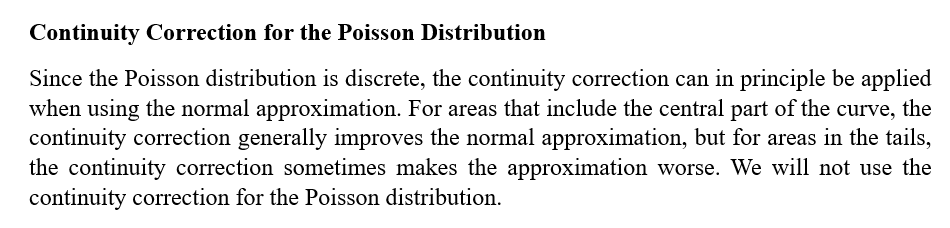 Continuity Correction for the Poisson Distribution
Since the Poisson distribution is discrete, the continuity correction can in principle be applied
when using the normal approximation. For areas that include the central part of the curve, the
continuity correction generally improves the normal approximation, but for areas in the tails,
the continuity correction sometimes makes the approximation worse. We will not use the
continuity correction for the Poisson distribution.